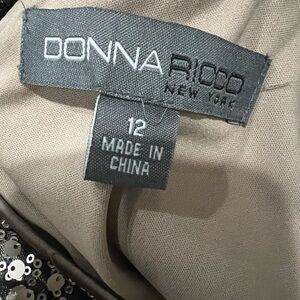 DONNA RICCO
NEW YORK
12
MADE IN
CHINA